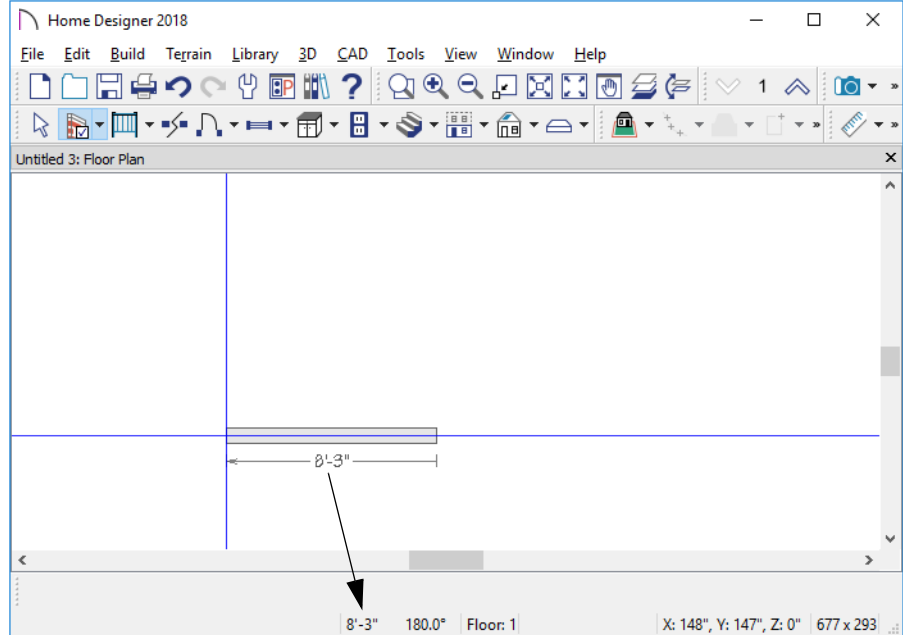 Home Designer 2018
File Edit Build Terrain Library 3D CAD Tools View Window Help
P 1
Untitled 3: Floor Plan
8'-3"
8'-3" 180.0° Floor: 1 X: 148", Y: 147", Z: 0" 677 x 293